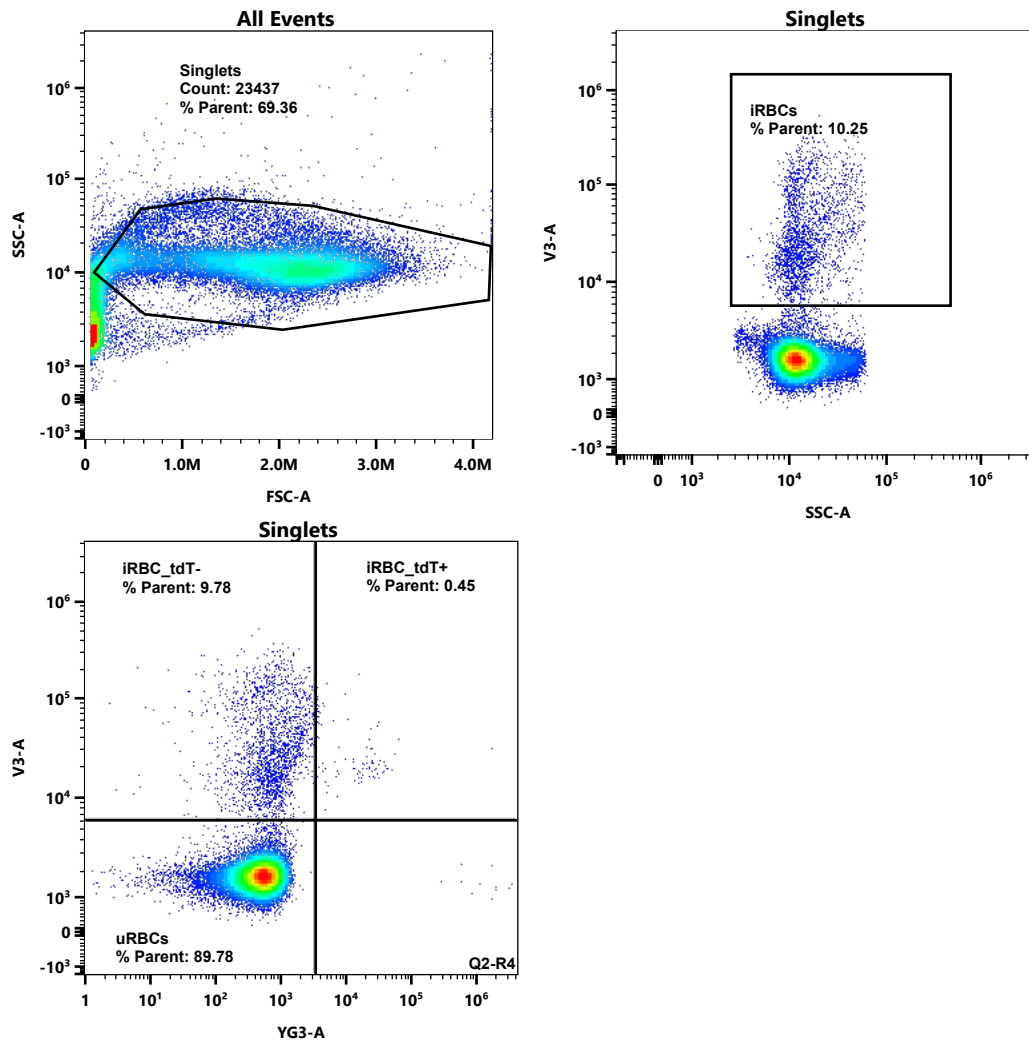 All Events
Singlets
Count: 23437
% Parent: 69.36
10⁶
10⁵
10⁴
10³
0
-10³
SSC-A
0
1.0M
2.0M
3.0M
4.0M
FSC-A
Singlets
iRBCs
% Parent: 10.25
10⁶
10⁵
10⁴
10³
0
-10³
V3-A
0
10³
10⁴
10⁵
10⁶
SSC-A
Singlets
iRBC_tdT-
% Parent: 9.78
iRBC_tdT+
% Parent: 0.45
10⁶
10⁵
10⁴
10³
0
-10³
V3-A
uRBCs
% Parent: 89.78
Q2-R4
1
10¹
10²
10³
10⁴
10⁵
10⁶
YG3-A